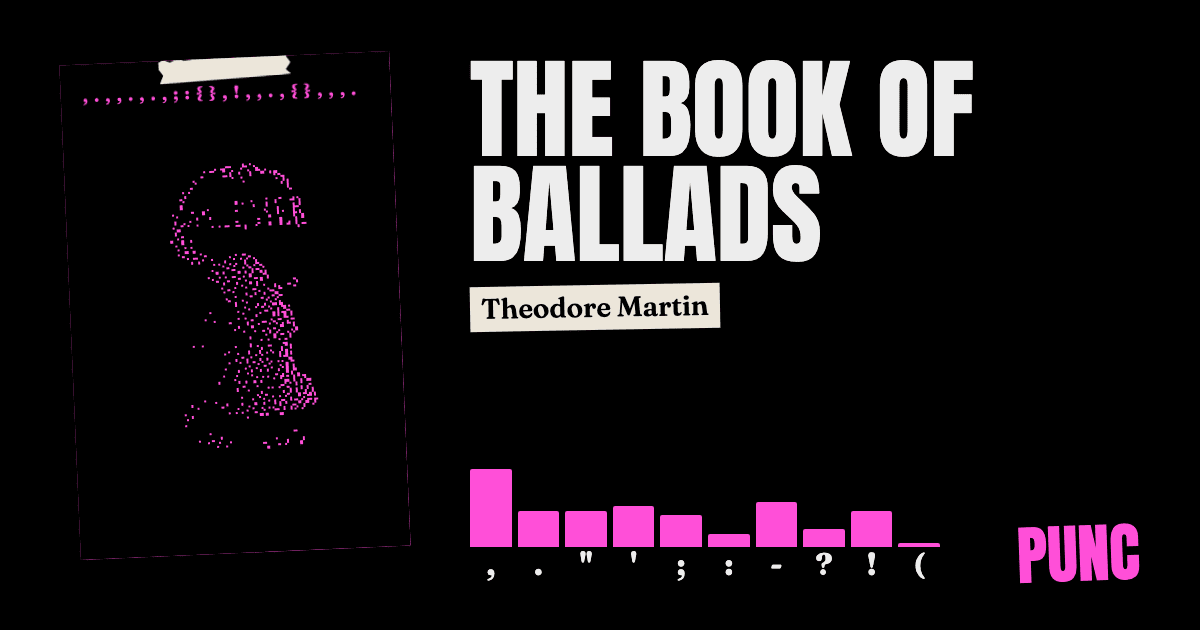 ,.,,.,.,;:{},!,,.,{},,,.
THE BOOK OF
BALLADS
Theodore Martin
, . " ' ; : - ? ! (
PUNC